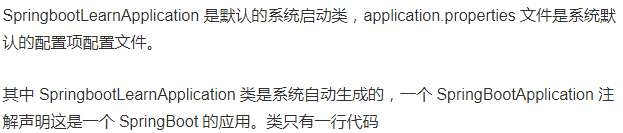 SpringbootLearnApplication 是默认的系统启动类，application.properties 文件是系统默
认的配置项配置文件。
其中 SpringbootLearnApplication 类是系统自动生成的，一个 SpringBootApplication 注
解声明这是一个 SpringBoot 的应用。类只有一行代码